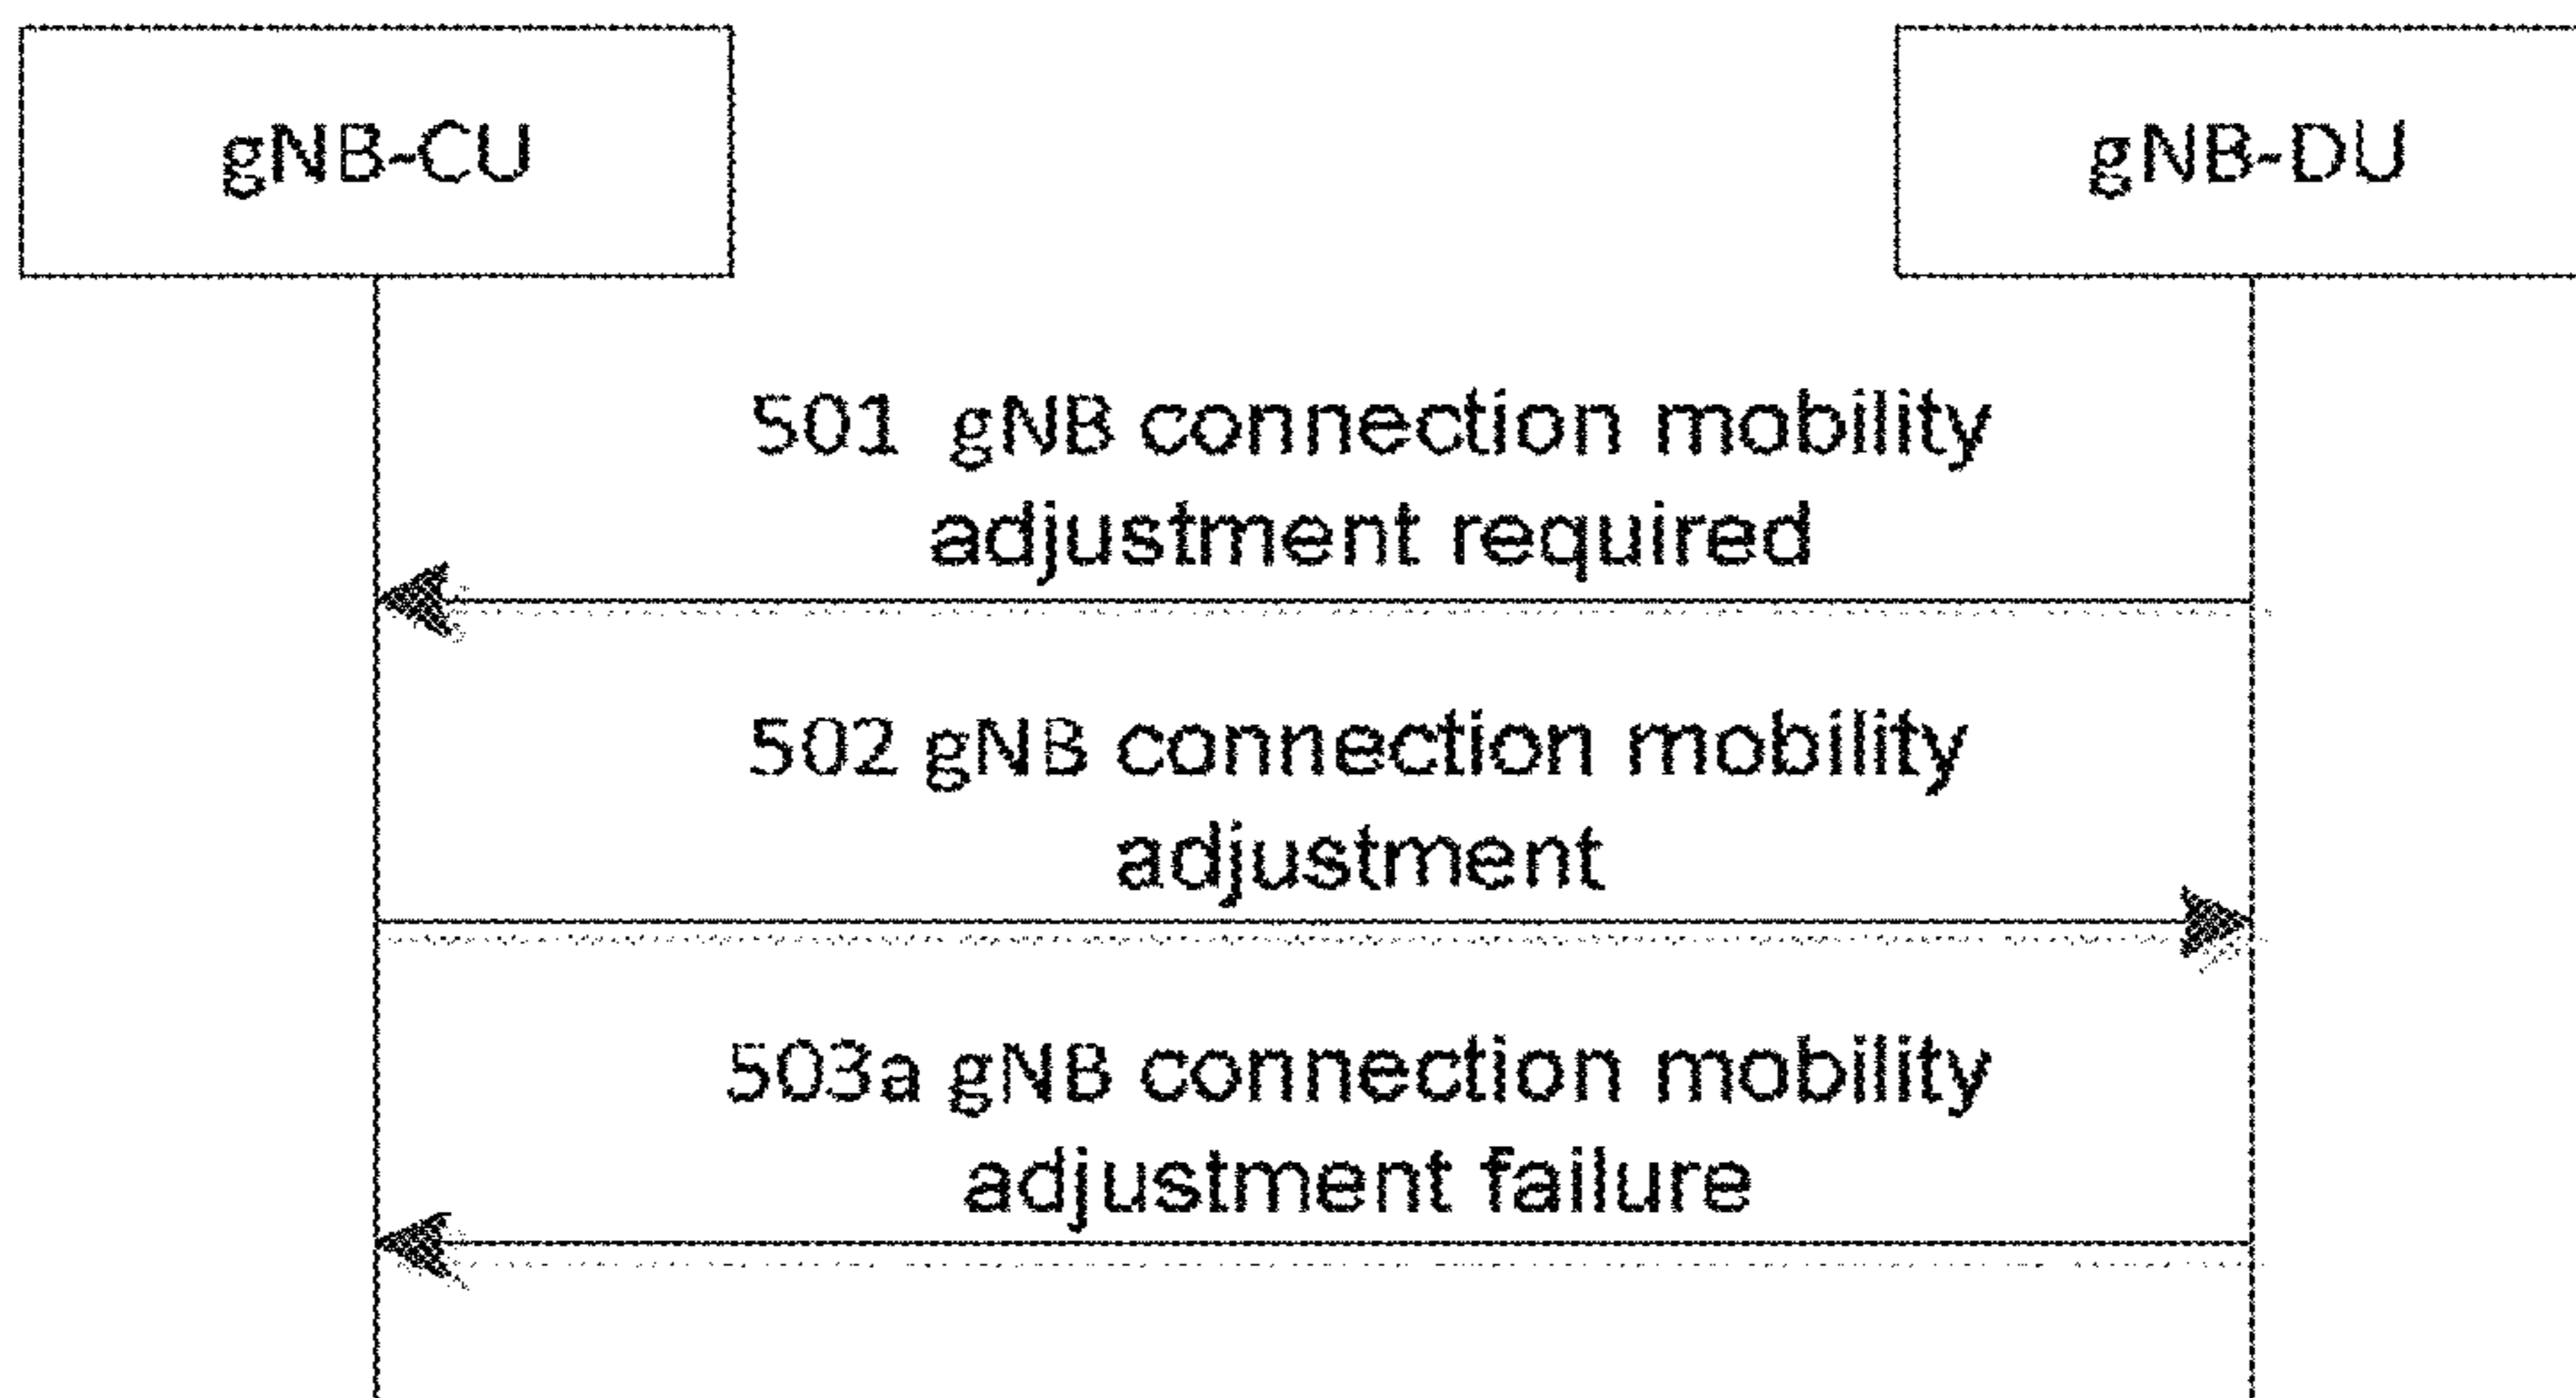 gNB-CU
gNB-DU
501 gNB connection mobility
adjustment required
502 gNB connection mobility
adjustment
503a gNB connection mobility
adjustment failure